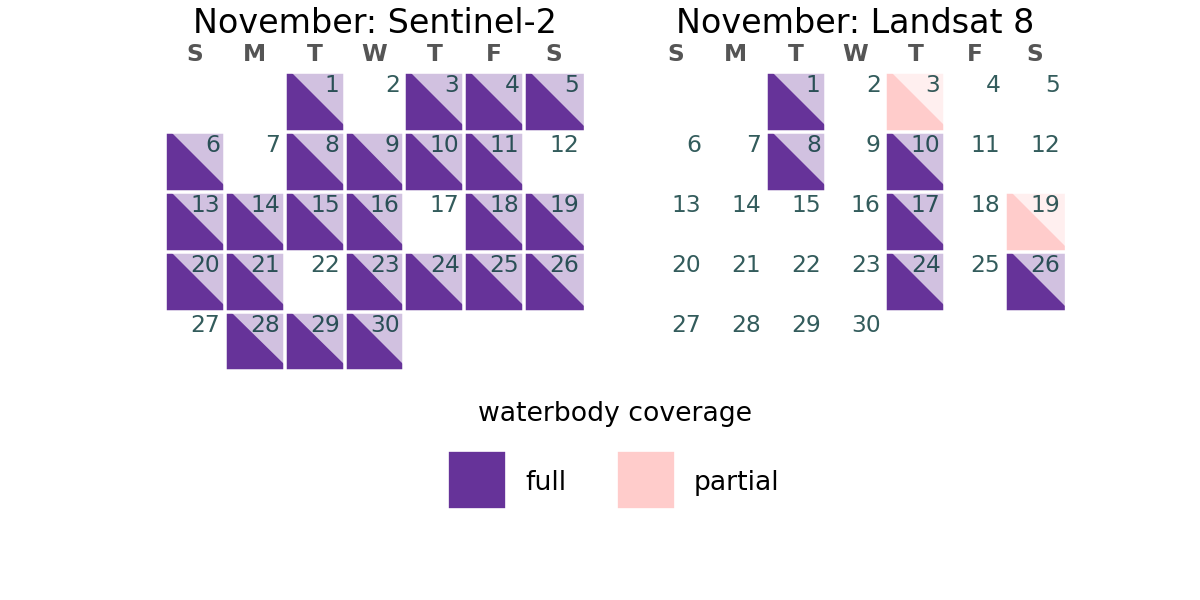 November: Sentinel-2
S M T W T F S
1 2 3 4 5
6 7 8 9 10 11 12
13 14 15 16 17 18 19
20 21 22 23 24 25 26
27 28 29 30
November: Landsat 8
S M T W T F S
1 2 3 4 5
6 7 8 9 10 11 12
13 14 15 16 17 18 19
20 21 22 23 24 25 26
27 28 29 30
waterbody coverage
full partial